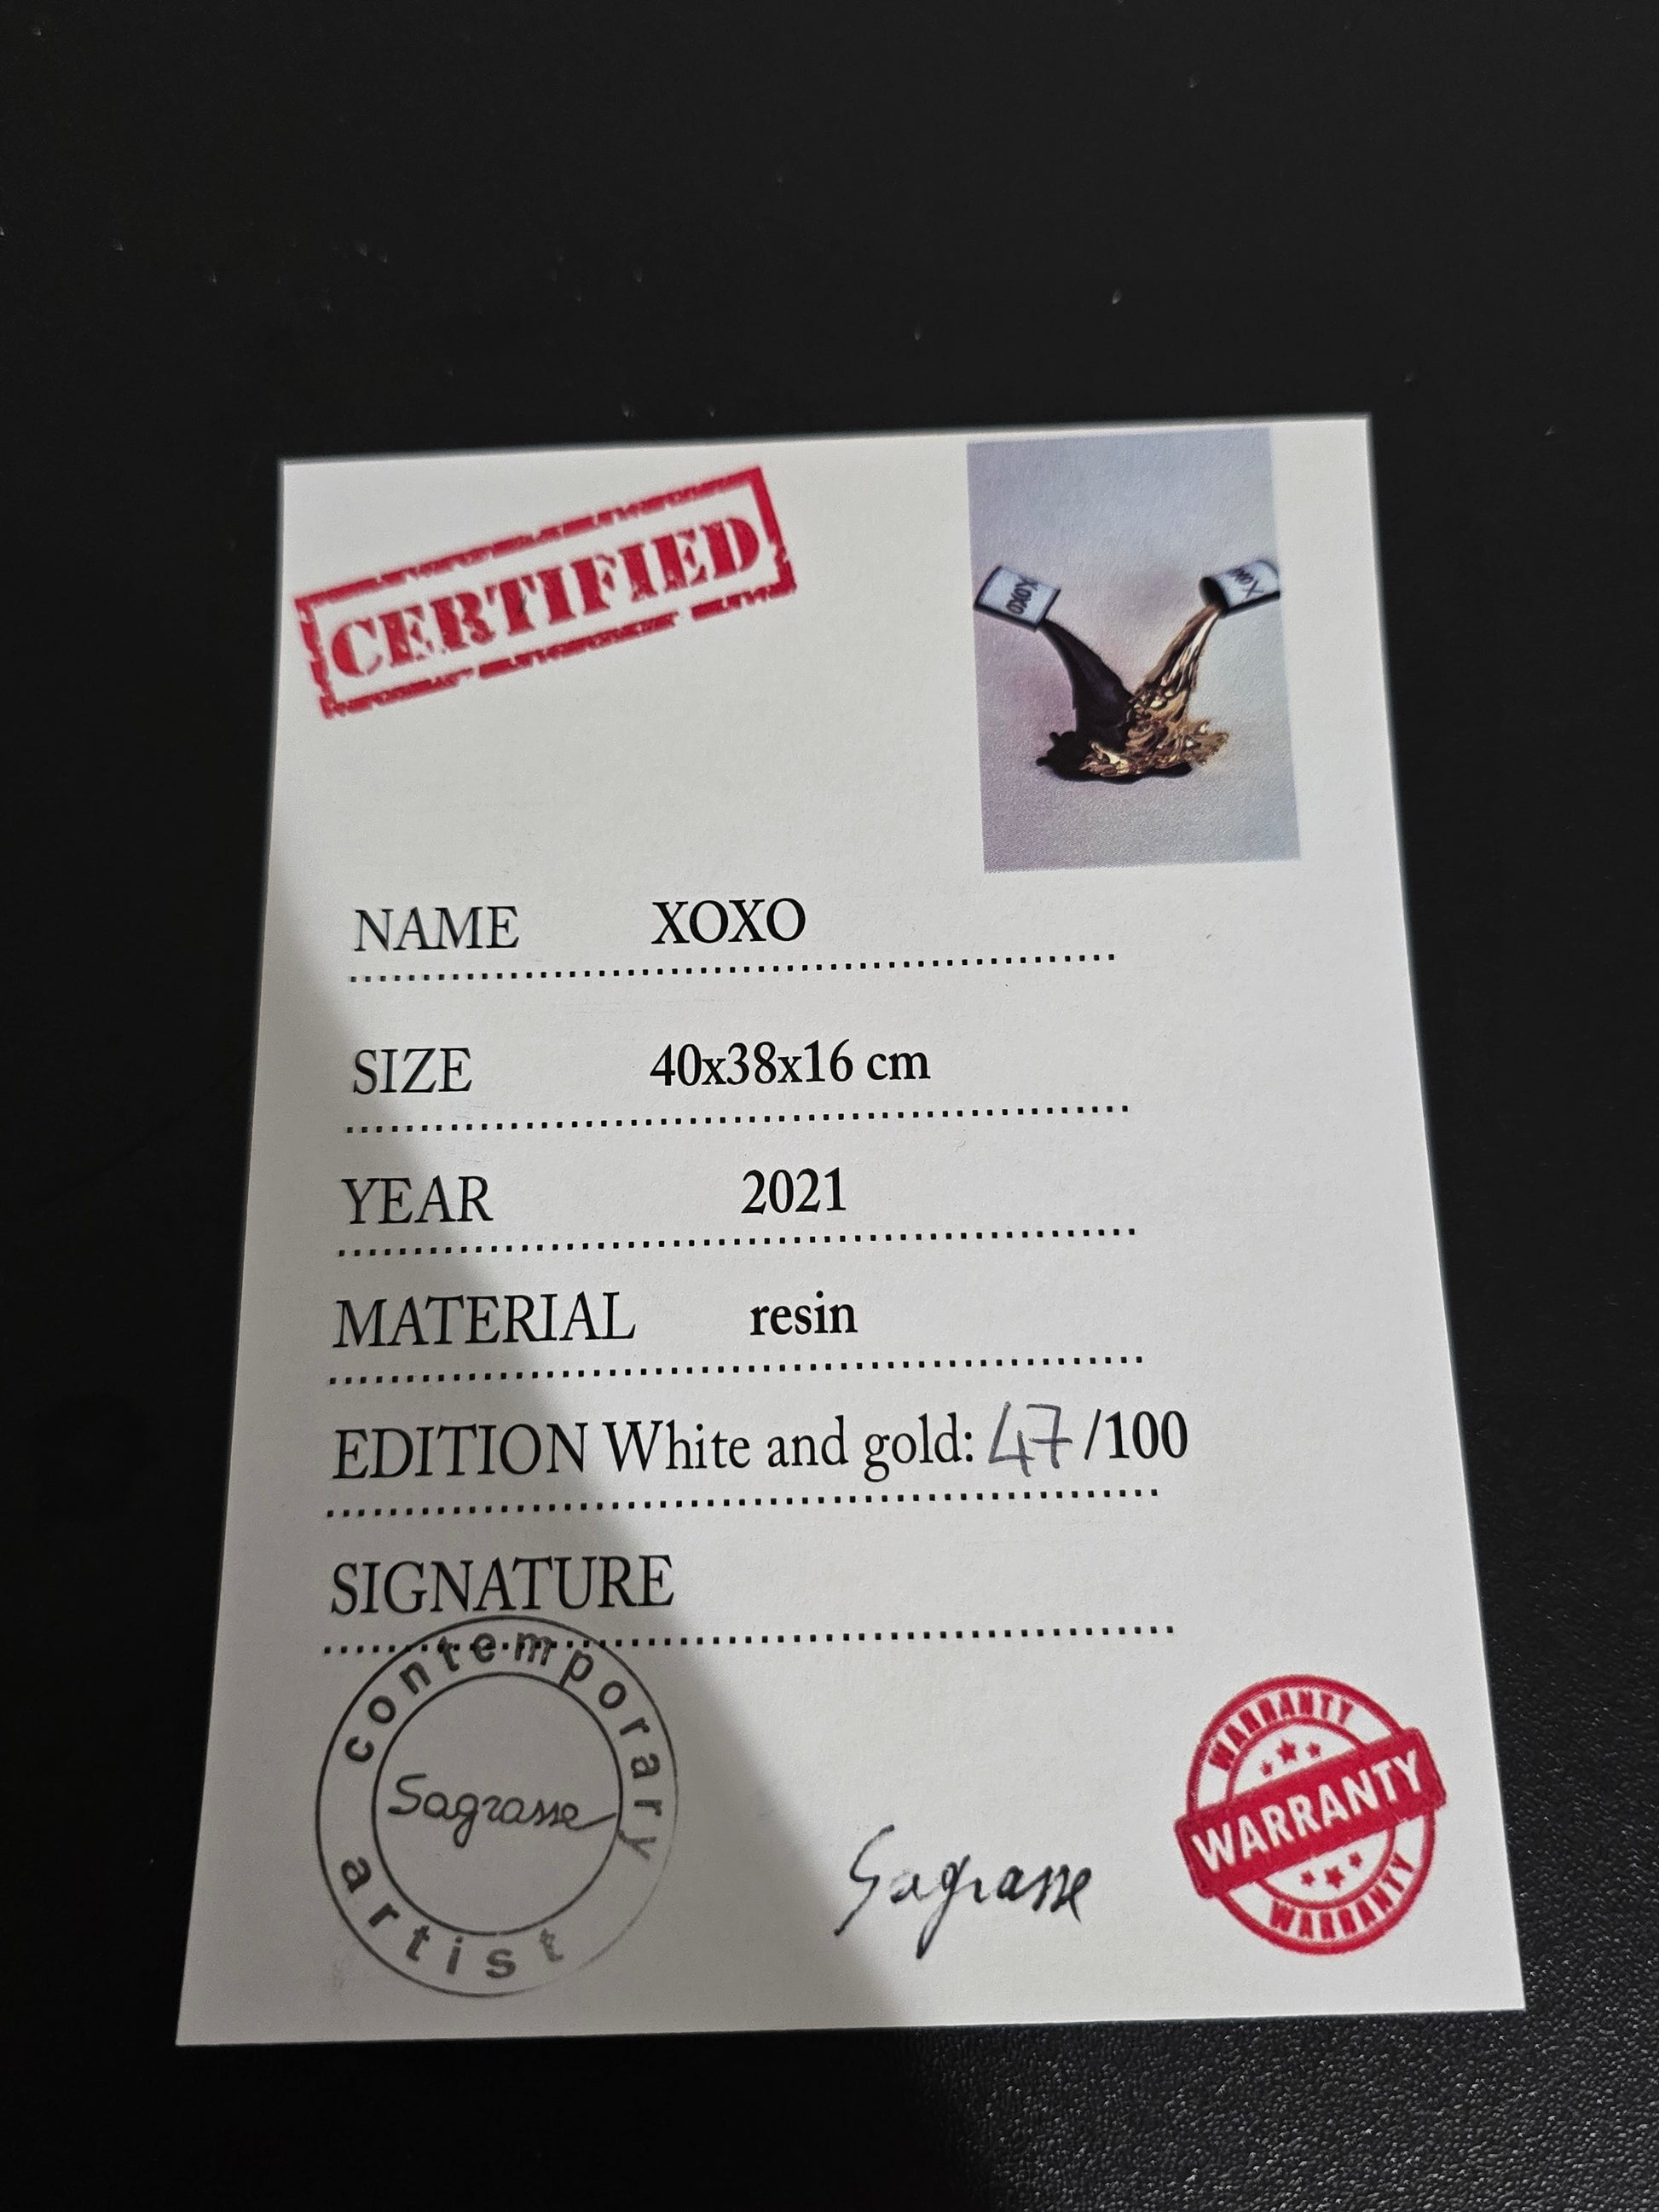 CERTIFIED
XOXO
XOXO
NAME XOXO
SIZE 40x38x16 cm
YEAR 2021
MATERIAL resin
EDITION White and gold: 47/100
SIGNATURE
contemporary
Sagrasse
artist
Sagrasse
WARRANTY
WARRANTY
WARRANTY